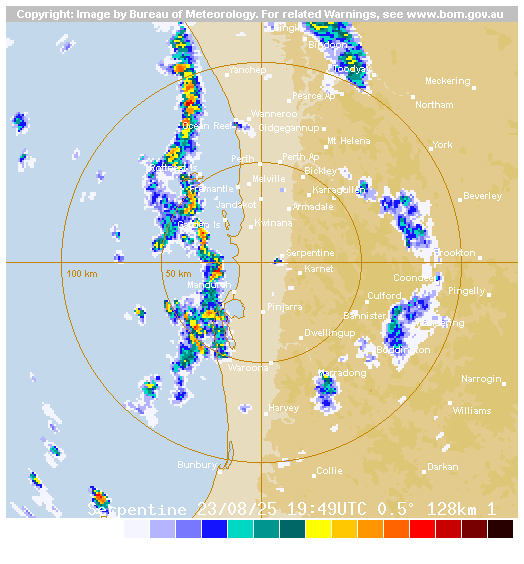 Copyright: Image by Bureau of Meteorology. For related Warnings, see www.bom.gov.au
Bindoon
Toodyay
Yanchep
Meckering
Pearce Ap
Northam
Wanneroo
Ocean Reef
Gidgegannup
Mt Helena
York
Perth
Perth Ap
Bickley
Melville
Fremantle
Karragullen
Beverley
Jandakot
Armadale
Garden Is
Kwinana
Serpentine
Brookton
100 km
50 km
Karnet
Coondee
Mandurah
Culford
Pingelly
Pinjarra
Bannister
Dwellingup
Boddington
Waroona
Narrogin
Harvey
Williams
Bunbury
Collie
Darkan
Serpentine 23/08/25 19:49UTC 0.5° 128km 1